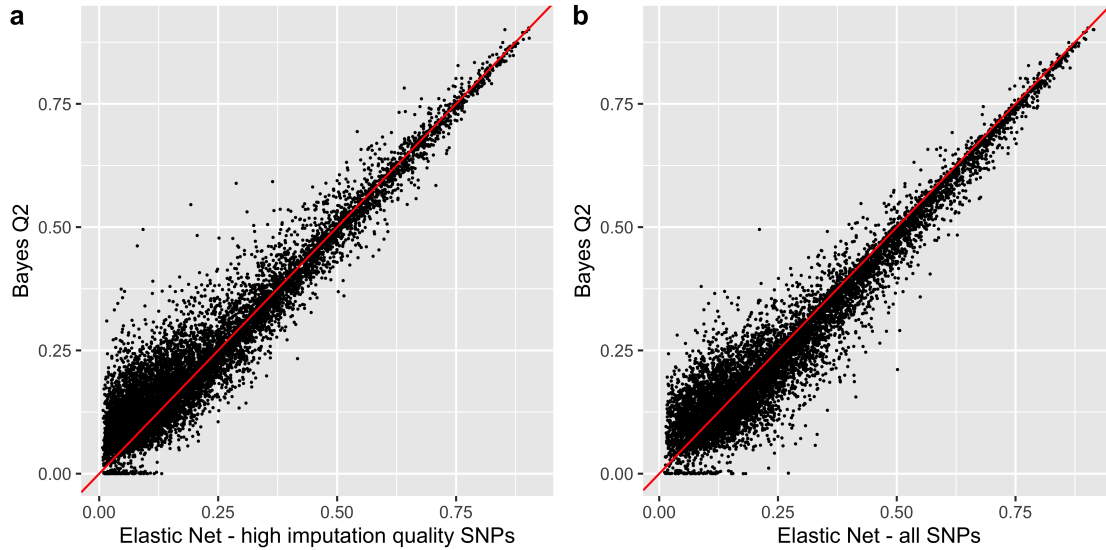 a
Bayes Q2
0.75
0.50
0.25
0.00
0.00 0.25 0.50 0.75
Elastic Net - high imputation quality SNPs
b
Bayes Q2
0.75
0.50
0.25
0.00
0.00 0.25 0.50 0.75
Elastic Net - all SNPs